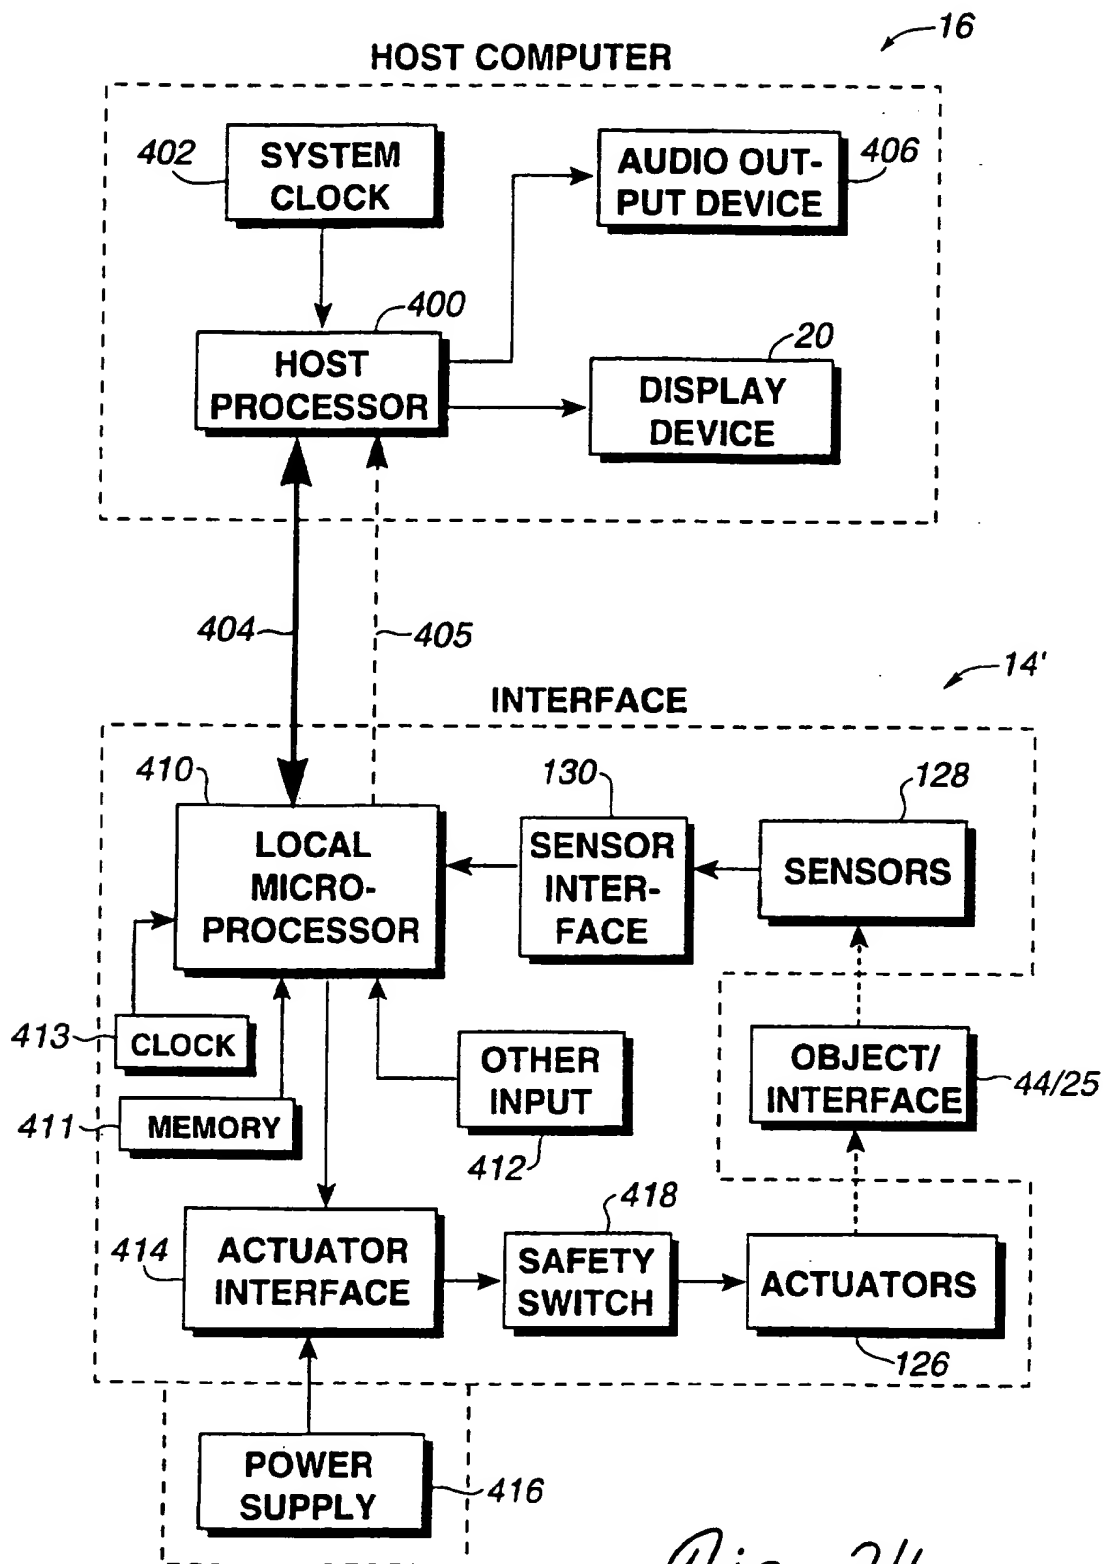 16
HOST COMPUTER
402
SYSTEM
CLOCK
AUDIO OUT-
PUT DEVICE
406
400
HOST
PROCESSOR
20
DISPLAY
DEVICE
404
405
14'
INTERFACE
410
130
128
LOCAL
MICRO-
PROCESSOR
SENSOR
INTER-
FACE
SENSORS
413
CLOCK
OTHER
INPUT
OBJECT/
INTERFACE
44/25
411
MEMORY
412
418
414
ACTUATOR
INTERFACE
SAFETY
SWITCH
ACTUATORS
126
POWER
SUPPLY
416